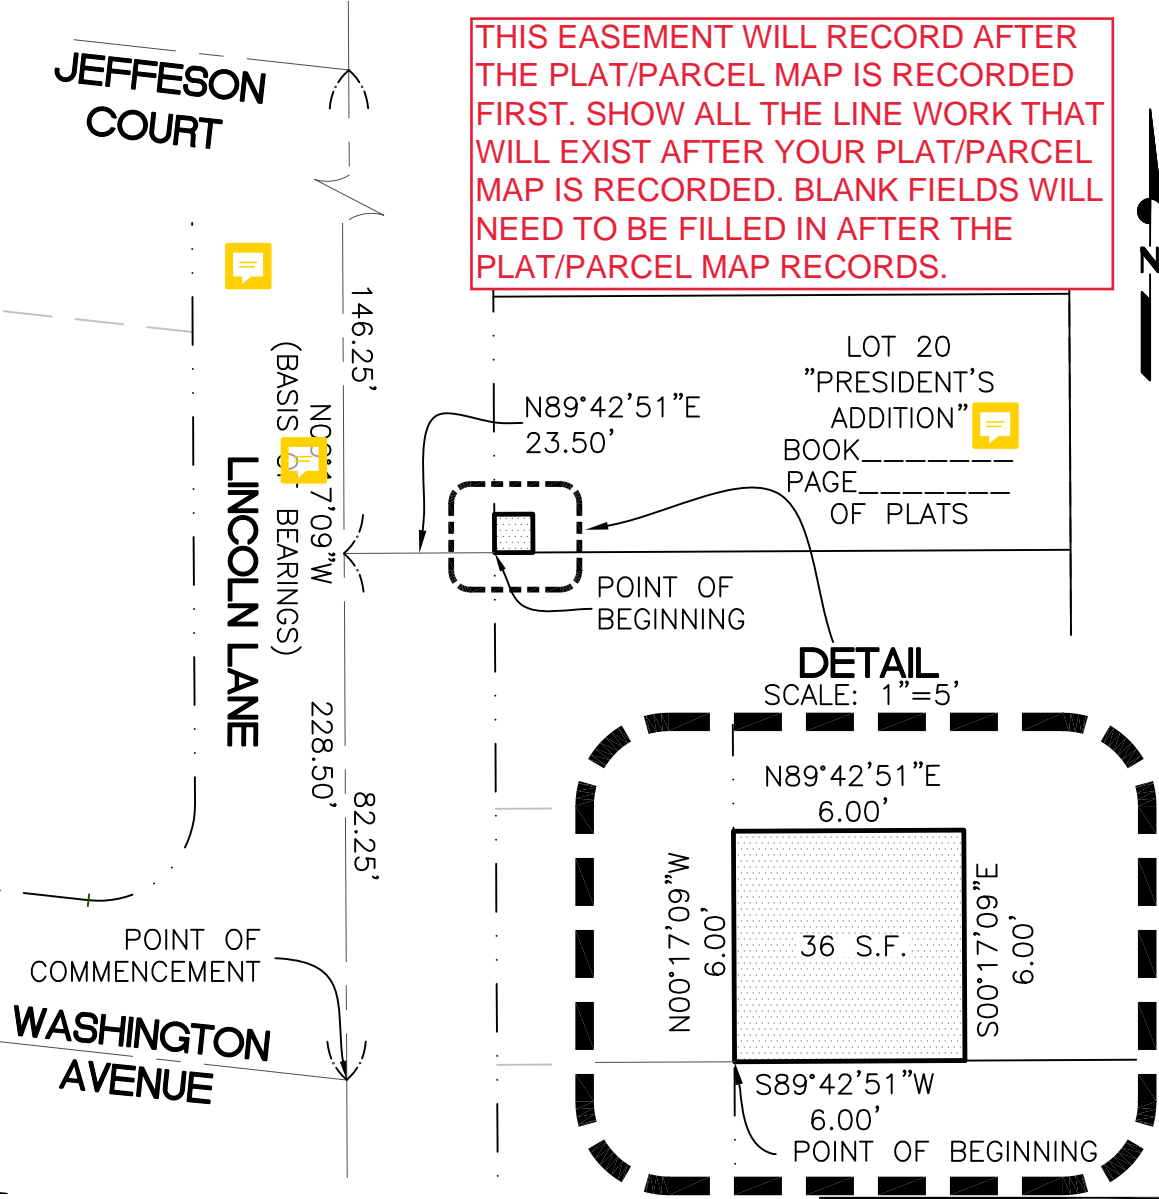 THIS EASEMENT WILL RECORD AFTER
THE PLAT/PARCEL MAP IS RECORDED
FIRST. SHOW ALL THE LINE WORK THAT
WILL EXIST AFTER YOUR PLAT/PARCEL
MAP IS RECORDED. BLANK FIELDS WILL
NEED TO BE FILLED IN AFTER THE
PLAT/PARCEL MAP RECORDS.
JEFFESON
COURT
N
146.25'
LOT 20
"PRESIDENT'S
ADDITION"
BOOK_______
PAGE_______
OF PLATS
N89°42'51"E
23.50'
(BASIS BEARINGS)
LINCOLN LANE
228.50'
82.25'
POINT OF
BEGINNING
DETAIL
SCALE: 1"=5'
N89°42'51"E
6.00'
N00°17'09"W
6.00'
36 S.F.
S00°17'09"E
6.00'
S89°42'51"W
6.00'
POINT OF BEGINNING
POINT OF
COMMENCEMENT
WASHINGTON
AVENUE